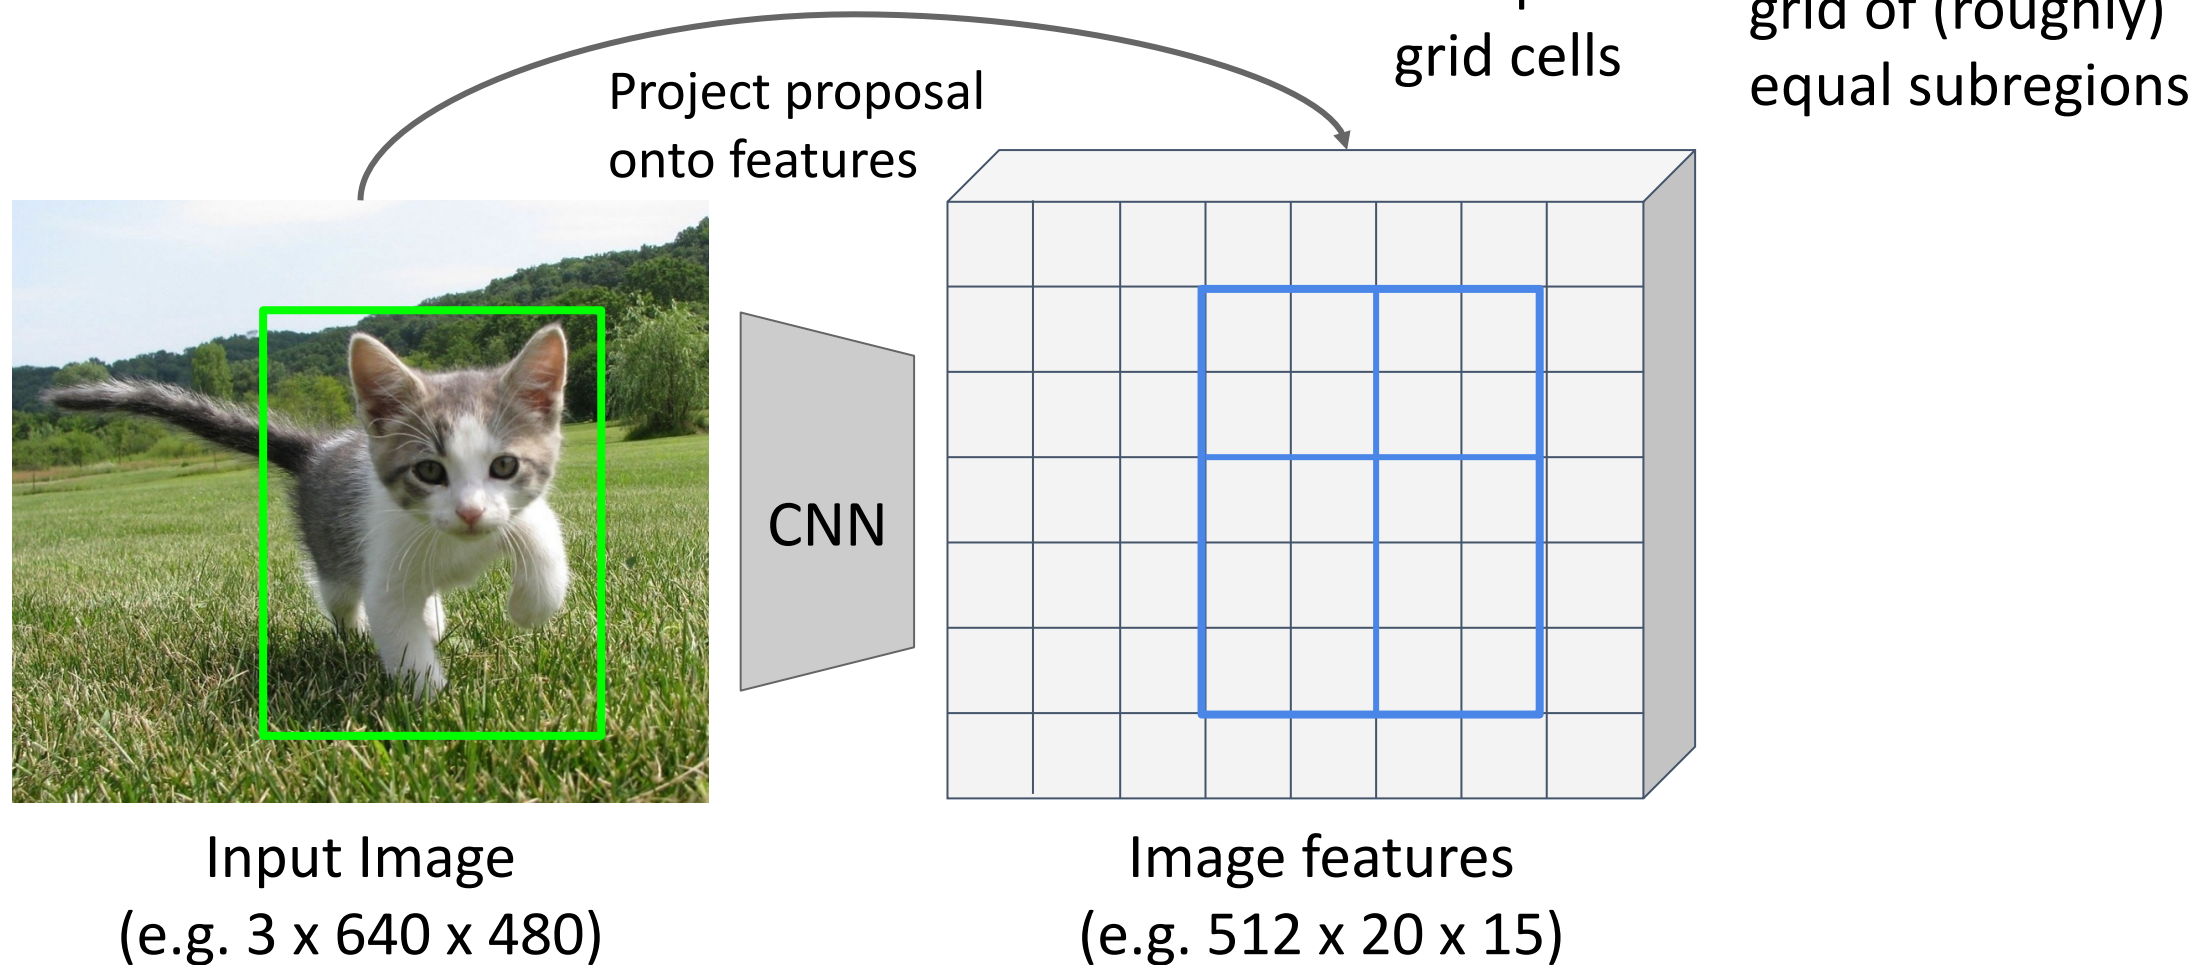 grid cells
grid of (roughly)
equal subregions
Project proposal
onto features
CNN
Input Image
(e.g. 3 x 640 x 480)
Image features
(e.g. 512 x 20 x 15)